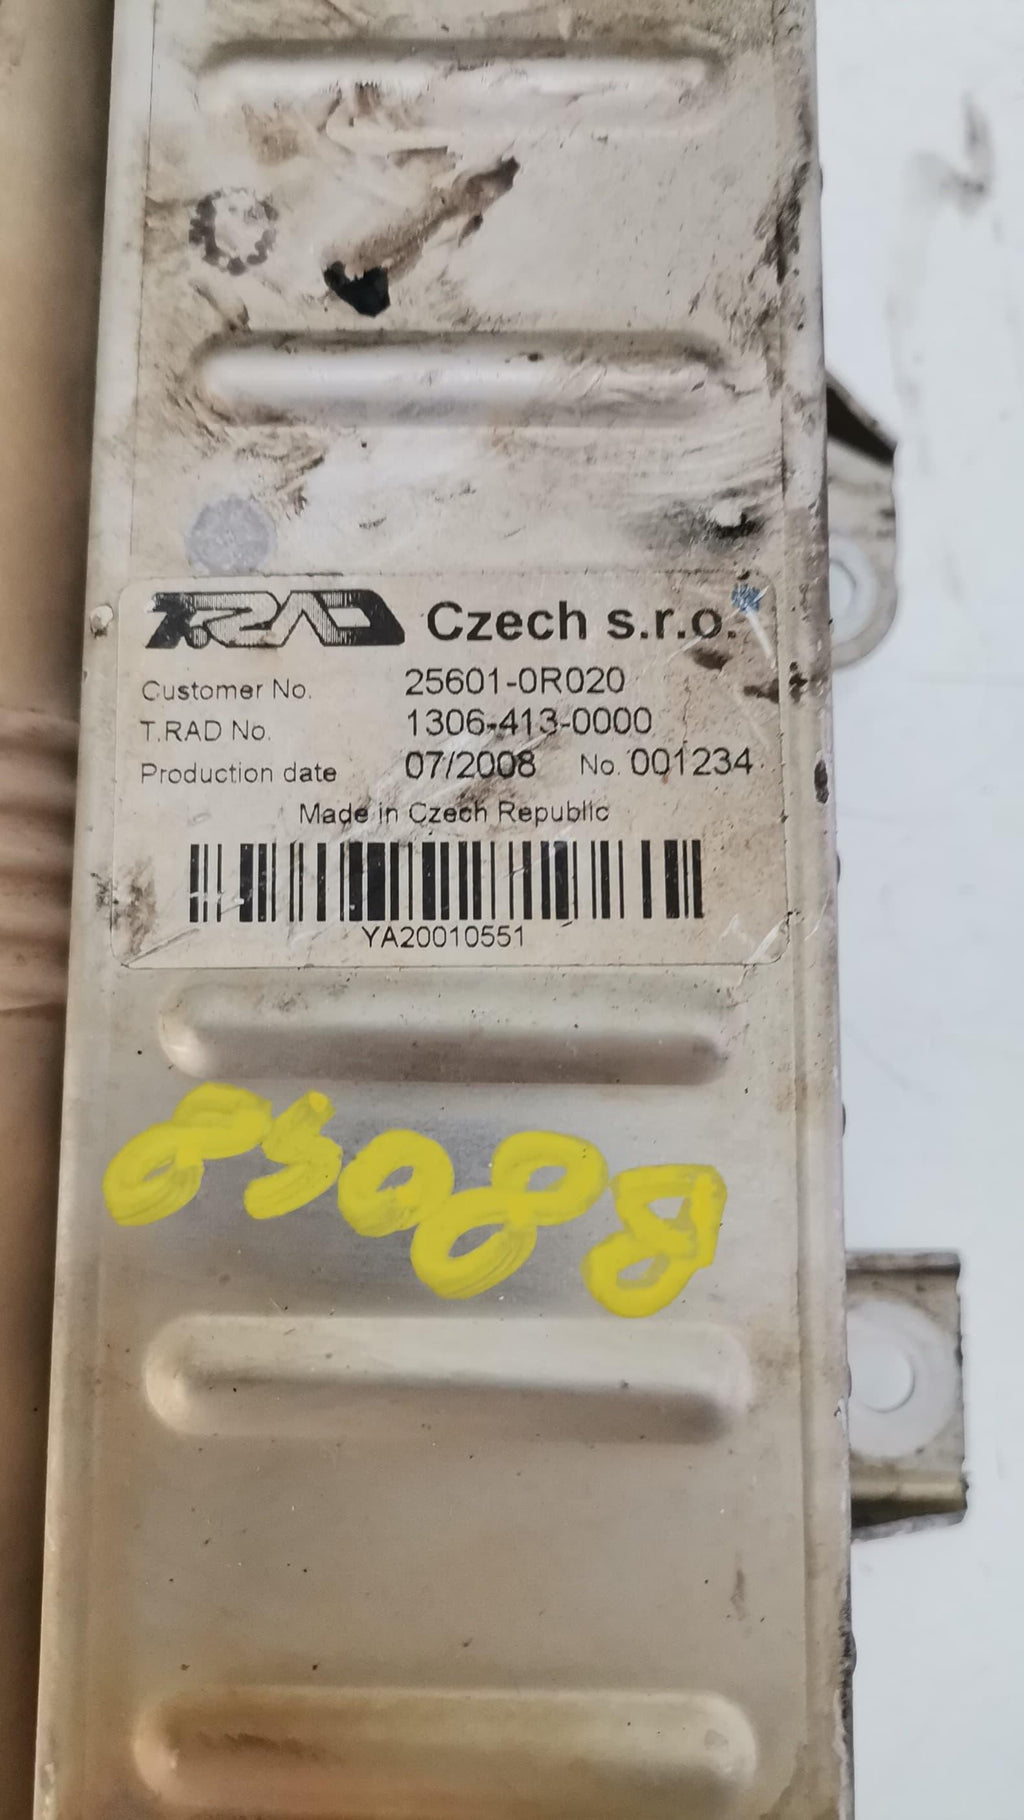 T.RAD Czech s.r.o.
Customer No. 25601-0R020
T.RAD No. 1306-413-0000
Production date 07/2008 No. 001234
Made in Czech Republic
YA20010551
85088